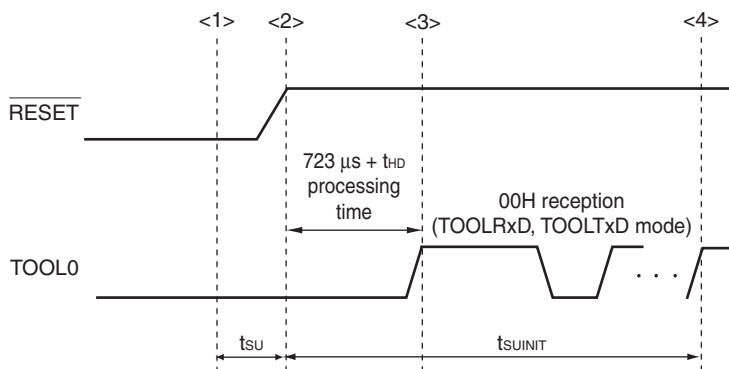 <1> <2> <3> <4>
RESET
723 μs + tHD
processing
time
00H reception
(TOOLRxD, TOOLTxD mode)
TOOL0
. . .
tSU
tSUINIT